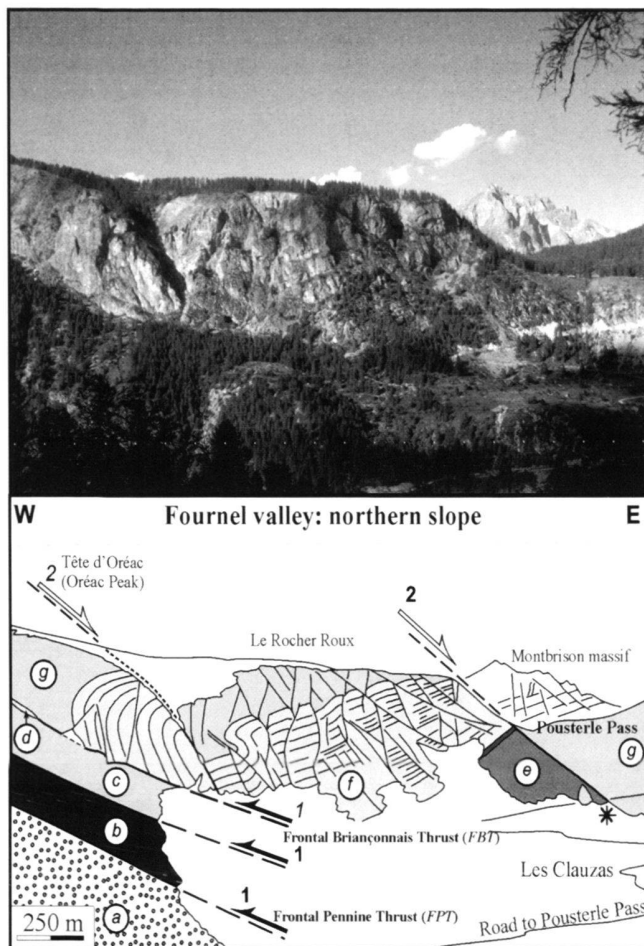 W Fournel valley: northern slope E
2 Tête d'Oréac
(Oréac Peak)
2
Le Rocher Roux
Montbrison massif
g
Pousterle Pass
d
g
c
e
f
1
b
Frontal Briançonnais Thrust (FBT)
1
Les Clauzas
a
1
Frontal Pennine Thrust (FPT)
250 m
Road to Pousterle Pass